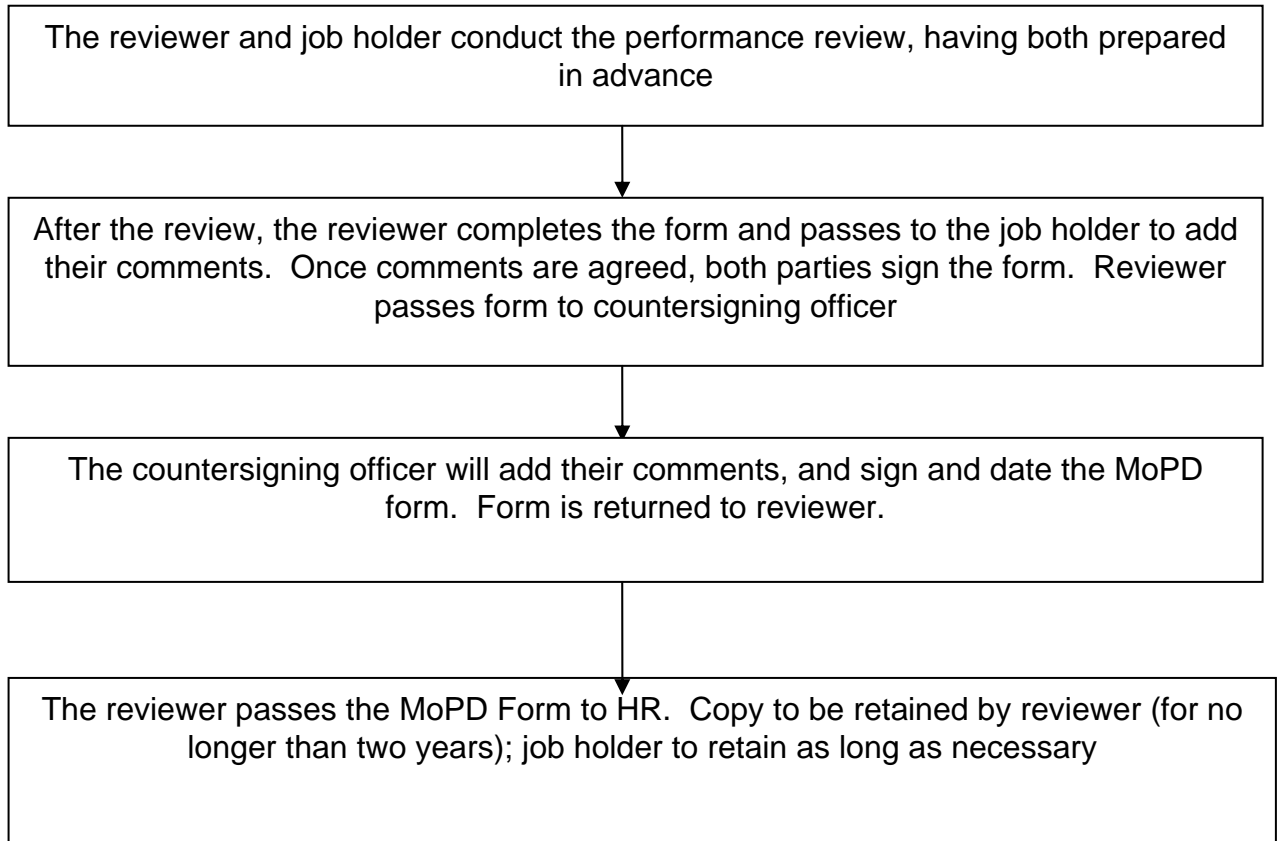 The reviewer and job holder conduct the performance review, having both prepared
in advance
After the review, the reviewer completes the form and passes to the job holder to add
their comments.  Once comments are agreed, both parties sign the form.  Reviewer
passes form to countersigning officer
The countersigning officer will add their comments, and sign and date the MoPD
form.  Form is returned to reviewer.
The reviewer passes the MoPD Form to HR.  Copy to be retained by reviewer (for no
longer than two years); job holder to retain as long as necessary